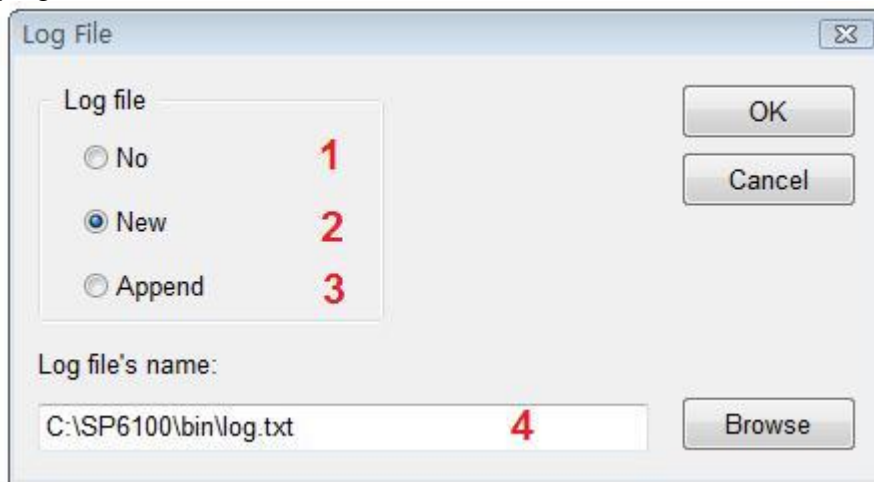 Log File
Log file
OK
No 1
Cancel
New 2
Append 3
Log file's name:
C:\SP6100\bin\log.txt 4 Browse